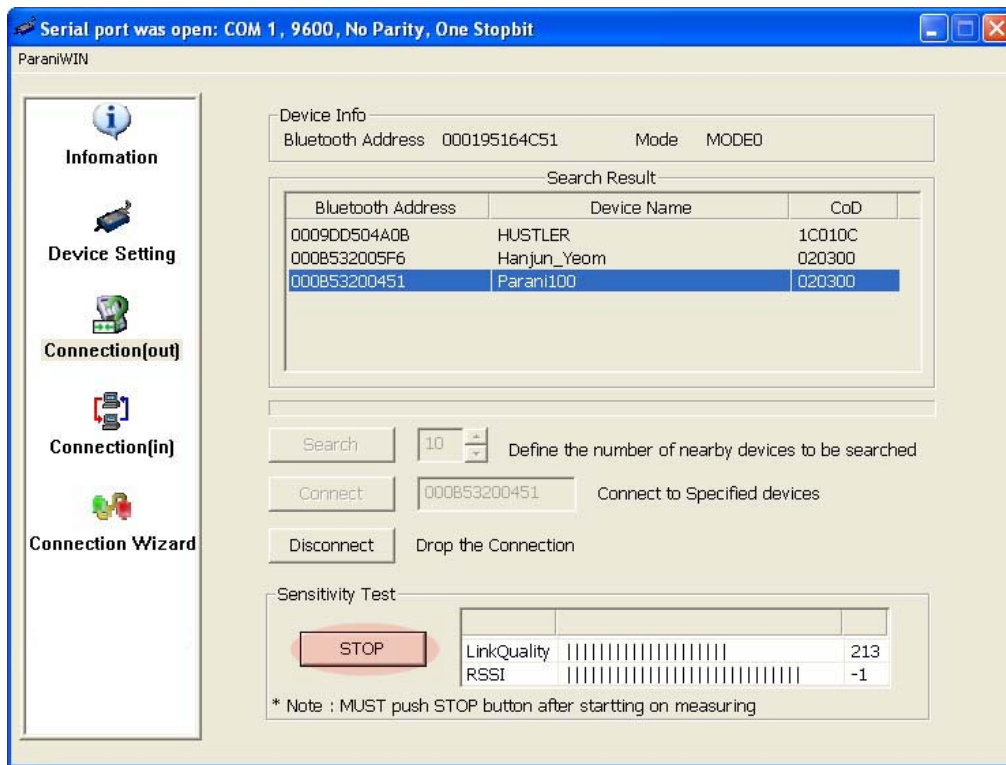 Serial port was open: COM 1, 9600, No Parity, One Stopbit
ParaniWIN
Infomation
Device Setting
Connection(out)
Connection(in)
Connection Wizard
Device Info
Bluetooth Address 000195164C51 Mode MODE0
Search Result
Bluetooth Address Device Name CoD
0009DD504A0B HUSTLER 1C010C
000B532005F6 Hanjun_Yeom 020300
000B53200451 Parani100 020300
Search 10 Define the number of nearby devices to be searched
Connect 000B53200451 Connect to Specified devices
Disconnect Drop the Connection
Sensitivity Test
STOP
LinkQuality |||||||||||||||||||| 213
RSSI ||||||||||||||||||||||||||||| -1
* Note : MUST push STOP button after startting on measuring